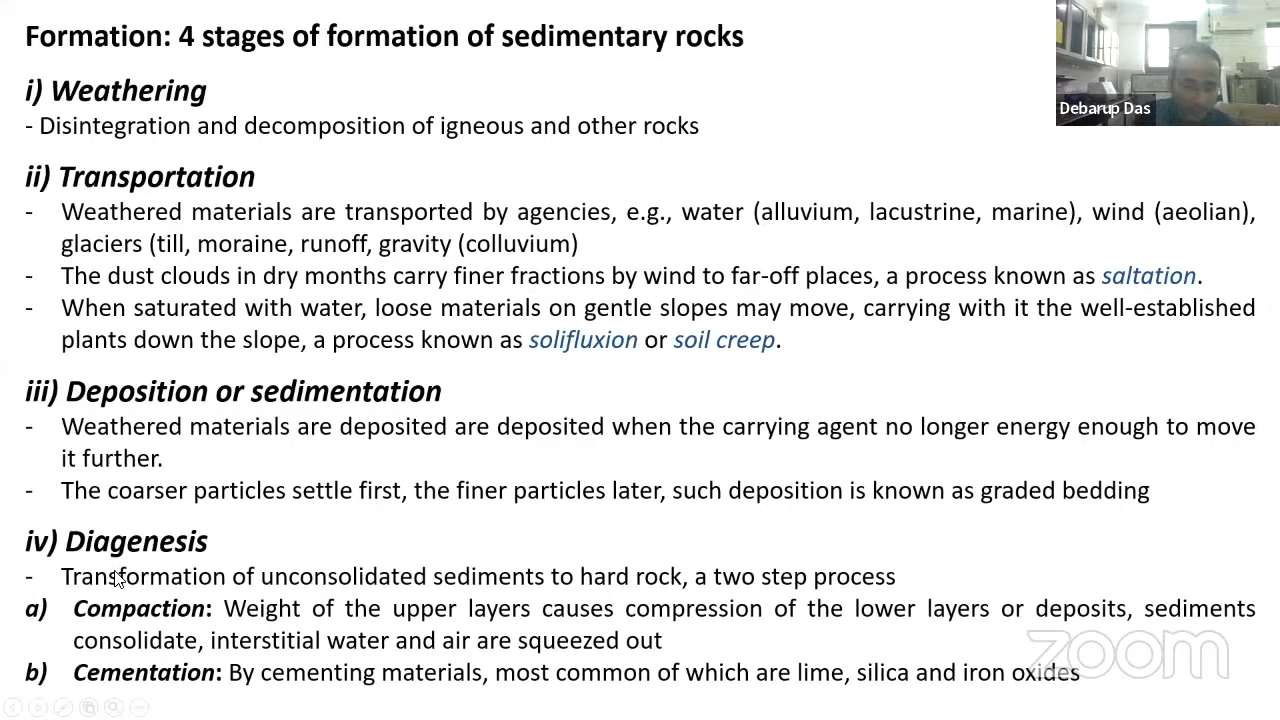 Formation: 4 stages of formation of sedimentary rocks
Debarup Das
i) Weathering
- Disintegration and decomposition of igneous and other rocks
ii) Transportation
- Weathered materials are transported by agencies, e.g., water (alluvium, lacustrine, marine), wind (aeolian),
glaciers (till, moraine, runoff, gravity (colluvium)
- The dust clouds in dry months carry finer fractions by wind to far-off places, a process known as saltation.
- When saturated with water, loose materials on gentle slopes may move, carrying with it the well-established
plants down the slope, a process known as solifluxion or soil creep.
iii) Deposition or sedimentation
- Weathered materials are deposited are deposited when the carrying agent no longer energy enough to move
it further.
- The coarser particles settle first, the finer particles later, such deposition is known as graded bedding
iv) Diagenesis
- Transformation of unconsolidated sediments to hard rock, a two step process
a) Compaction: Weight of the upper layers causes compression of the lower layers or deposits, sediments
consolidate, interstitial water and air are squeezed out
b) Cementation: By cementing materials, most common of which are lime, silica and iron oxides
zoom